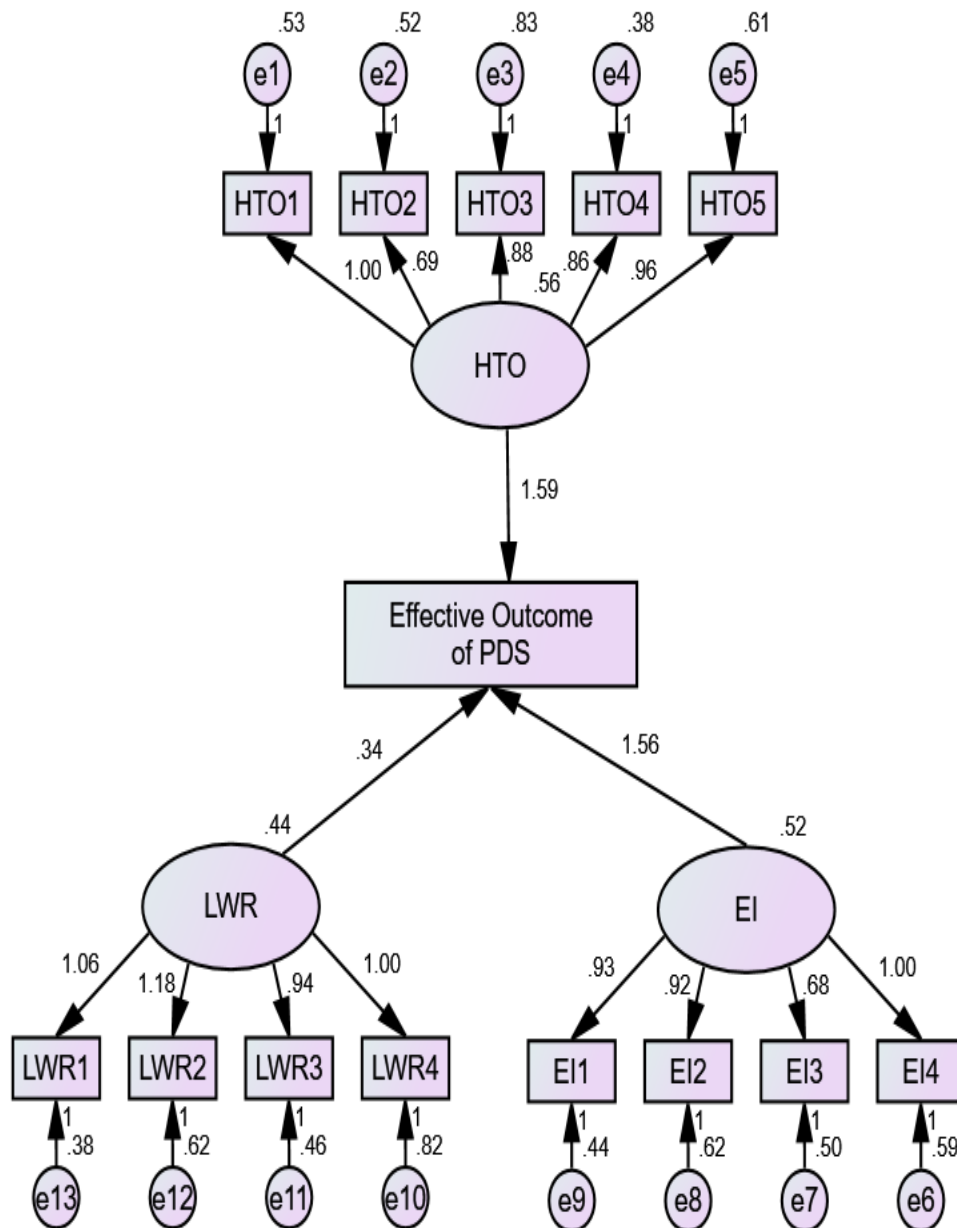 .53 .52 .83 .38 .61
e1 e2 e3 e4 e5
1 1 1 1 1
HTO1 HTO2 HTO3 HTO4 HTO5
1.00 .69 .88 .86 .96
.56
HTO
1.59
Effective Outcome
of PDS
.34 1.56
.44 .52
LWR EI
1.06 1.18 .94 1.00 .93 .92 .68 1.00
LWR1 LWR2 LWR3 LWR4 EI1 EI2 EI3 EI4
1 1 1 1 1 1 1 1
.38 .62 .46 .82 .44 .62 .50 .59
e13 e12 e11 e10 e9 e8 e7 e6